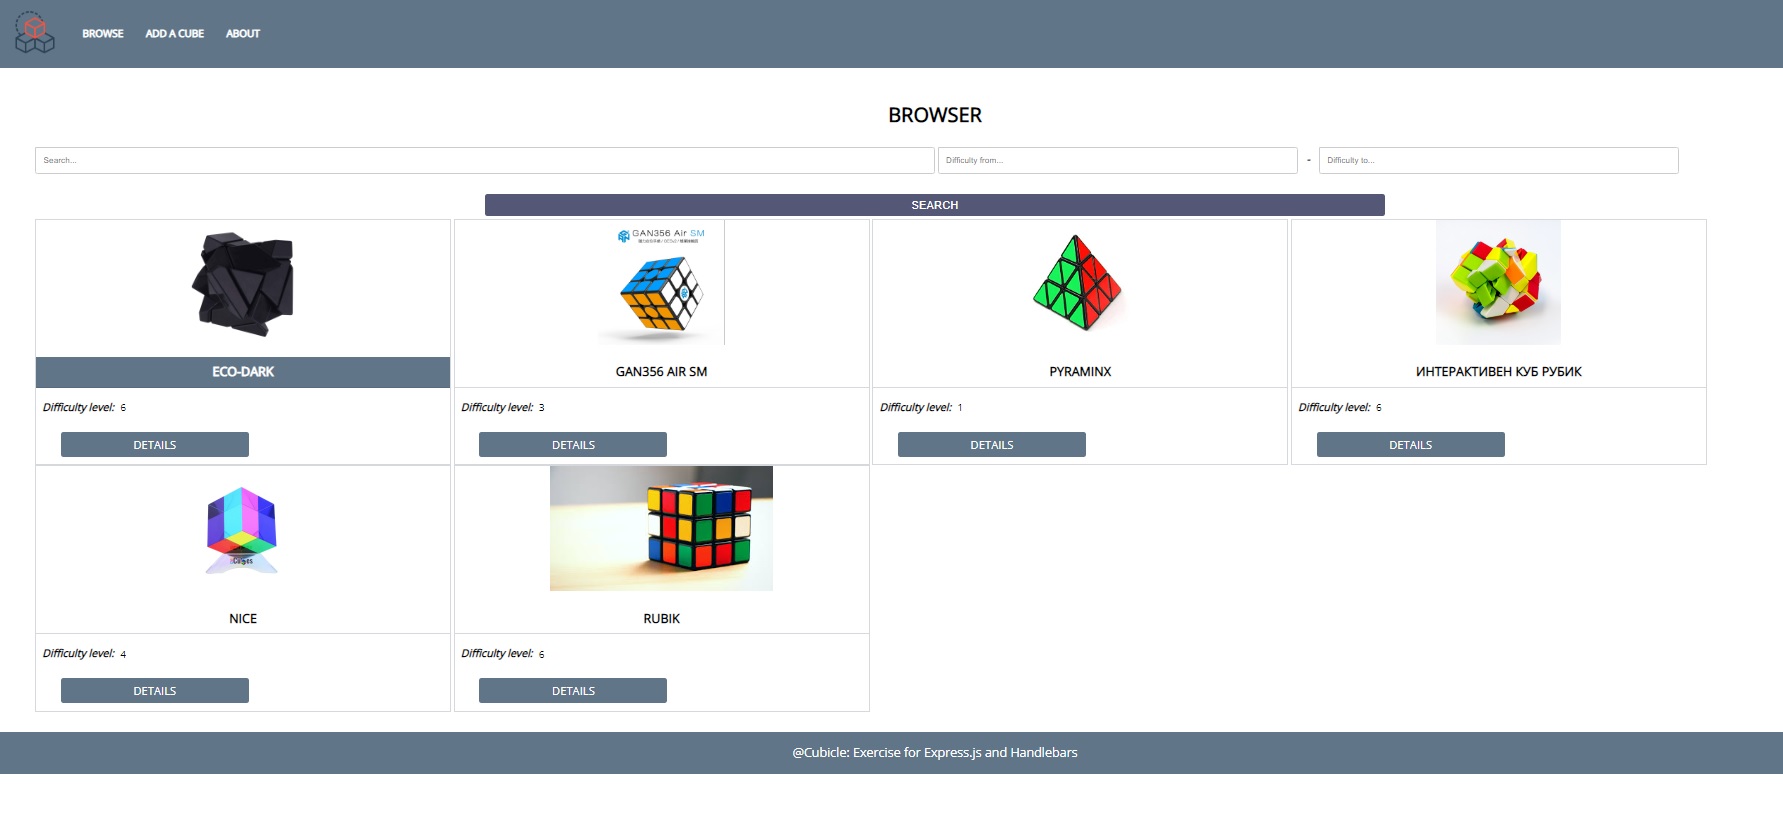 BROWSE ADD A CUBE ABOUT
BROWSER
Search... Difficulty from... - Difficulty to...
SEARCH
GAN356 Air SM
ECO-DARK GAN356 AIR SM PYRAMINX ИНТЕРАКТИВЕН КУБ РУБИК
Difficulty level: 6 Difficulty level: 3 Difficulty level: 1 Difficulty level: 6
DETAILS DETAILS DETAILS DETAILS
NICE RUBIK
Difficulty level: 4 Difficulty level: 6
DETAILS DETAILS
@Cubicle: Exercise for Express.js and Handlebars